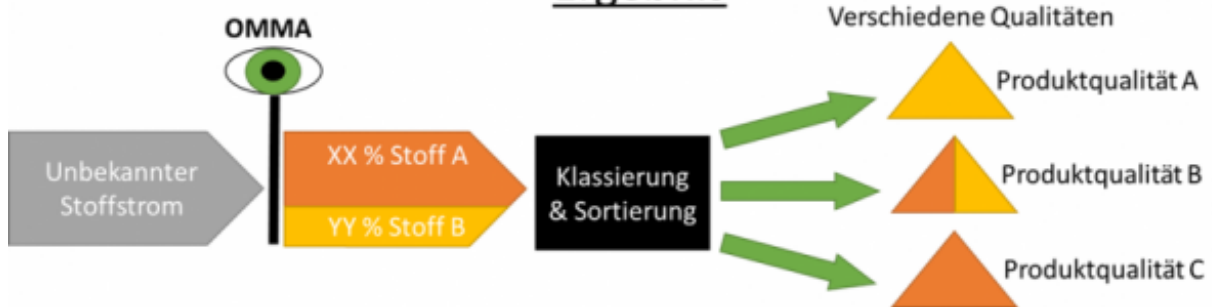 OMMA
Verschiedene Qualitäten
Unbekannter
Stoffstrom
XX % Stoff A
YY % Stoff B
Klassierung
& Sortierung
Produktqualität A
Produktqualität B
Produktqualität C